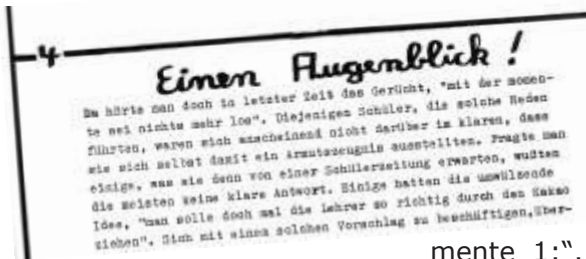 4
Einen Augenblick!
Da hörte man doch in letzter Zeit das Gerücht, "mit der momen-
te sei nichts mehr los". Diejenigen Schüler, die solche Reden
führten, waren sich anscheinend nicht darüber im klaren, dass
sie sich selbst damit ein Armutszeugnis ausstellten. Fragte man
einige, was sie denn von einer Schülerzeitung erwarten, wußten
die meisten keine klare Antwort. Einige hatten die umwälzende
Idee, "man solle doch mal die Lehrer so richtig durch den Kakao
ziehen". Sich mit einem solchen Vorschlag zu beschäftigen,über-
mente 1:".